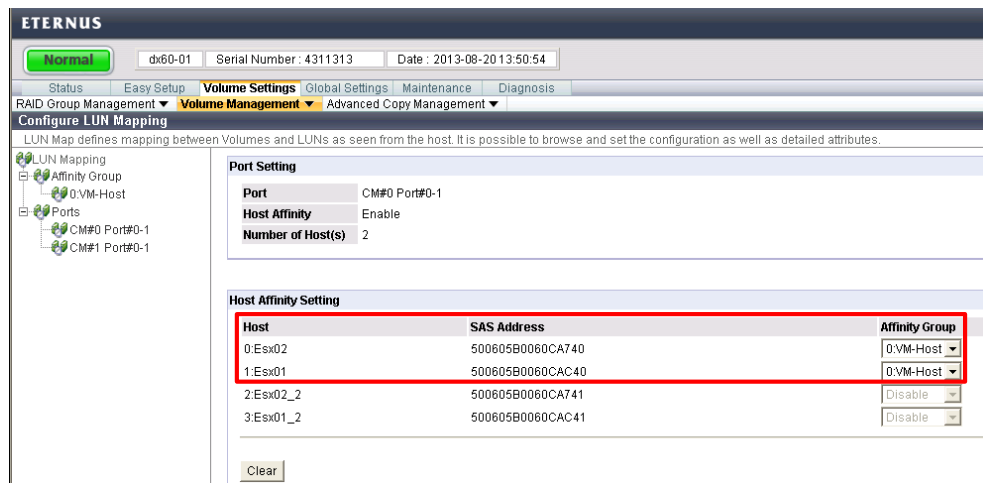 ETERNUS
Normal dx60-01 Serial Number : 4311313 Date : 2013-08-20 13:50:54
Status Easy Setup Volume Settings Global Settings Maintenance Diagnosis
RAID Group Management ▼ Volume Management ▼ Advanced Copy Management ▼
Configure LUN Mapping
LUN Map defines mapping between Volumes and LUNs as seen from the host. It is possible to browse and set the configuration as well as detailed attributes.
LUN Mapping
Affinity Group
0:VM-Host
Ports
CM#0 Port#0-1
CM#1 Port#0-1
Port Setting
Port CM#0 Port#0-1
Host Affinity Enable
Number of Host(s) 2
Host Affinity Setting
Host SAS Address Affinity Group
0:Esx02 500605B0060CA740 0:VM-Host
1:Esx01 500605B0060CAC40 0:VM-Host
2:Esx02_2 500605B0060CA741 Disable
3:Esx01_2 500605B0060CAC41 Disable
Clear